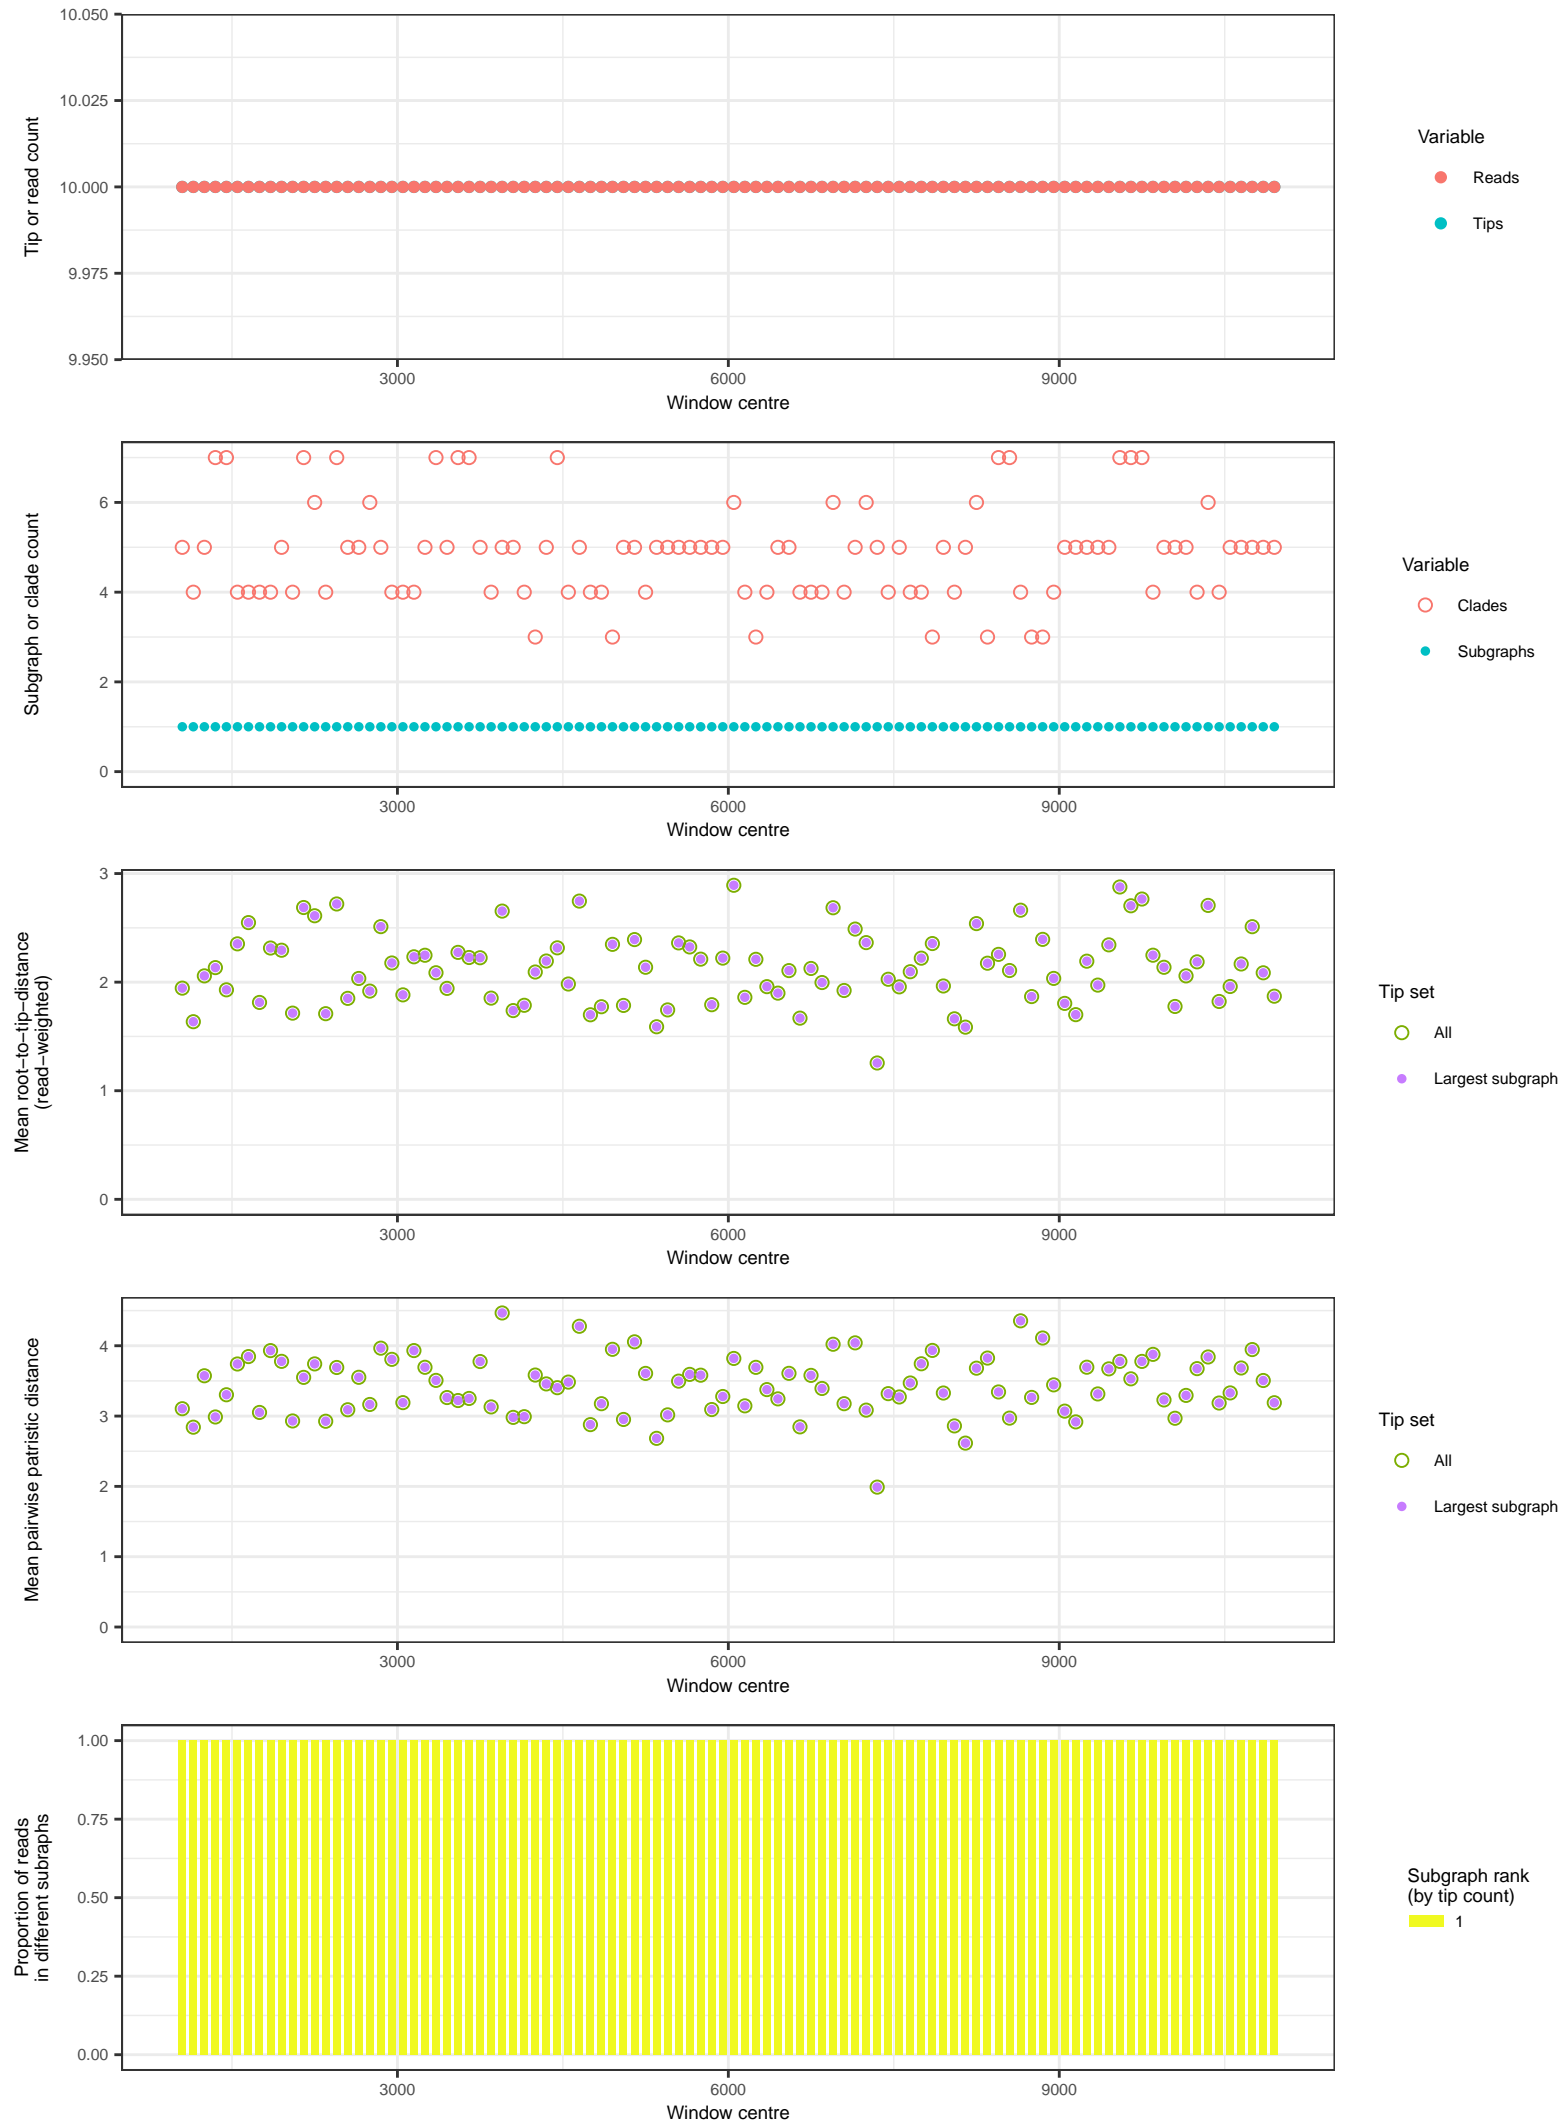 10.050
10.025
10.000
9.975
9.950
Tip or read count
3000
6000
9000
Window centre
Variable
Reads
Tips
6
4
2
0
Subgraph or clade count
3000
6000
9000
Window centre
Variable
Clades
Subgraphs
3
2
1
0
Mean root−to−tip−distance
(read−weighted)
3000
6000
9000
Window centre
Tip set
All
Largest subgraph
4
3
2
1
0
Mean pairwise patristic distance
3000
6000
9000
Window centre
Tip set
All
Largest subgraph
1.00
0.75
0.50
0.25
0.00
Proportion of reads
in different subraphs
3000
6000
9000
Window centre
Subgraph rank
(by tip count)
1